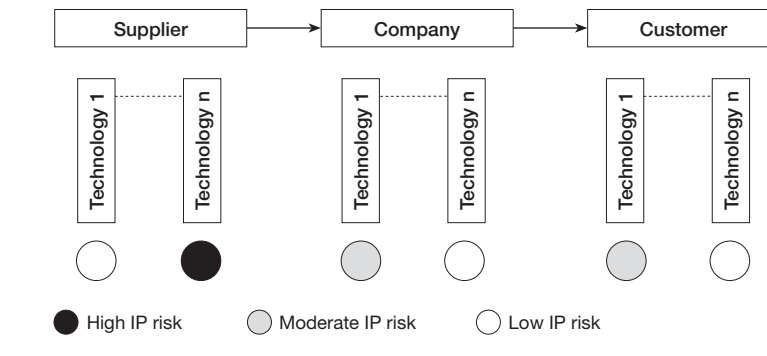 Supplier Company Customer
Technology 1 Technology n Technology 1 Technology n Technology 1 Technology n
High IP risk Moderate IP risk Low IP risk